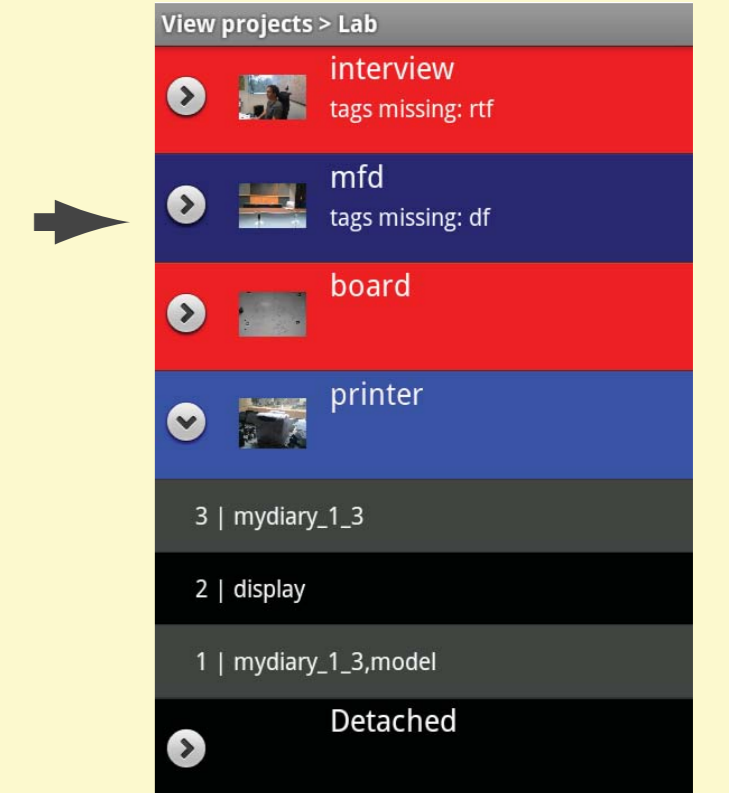 View projects > Lab
interview
tags missing: rtf
mfd
tags missing: df
board
printer
3 | mydiary_1_3
2 | display
1 | mydiary_1_3,model
Detached